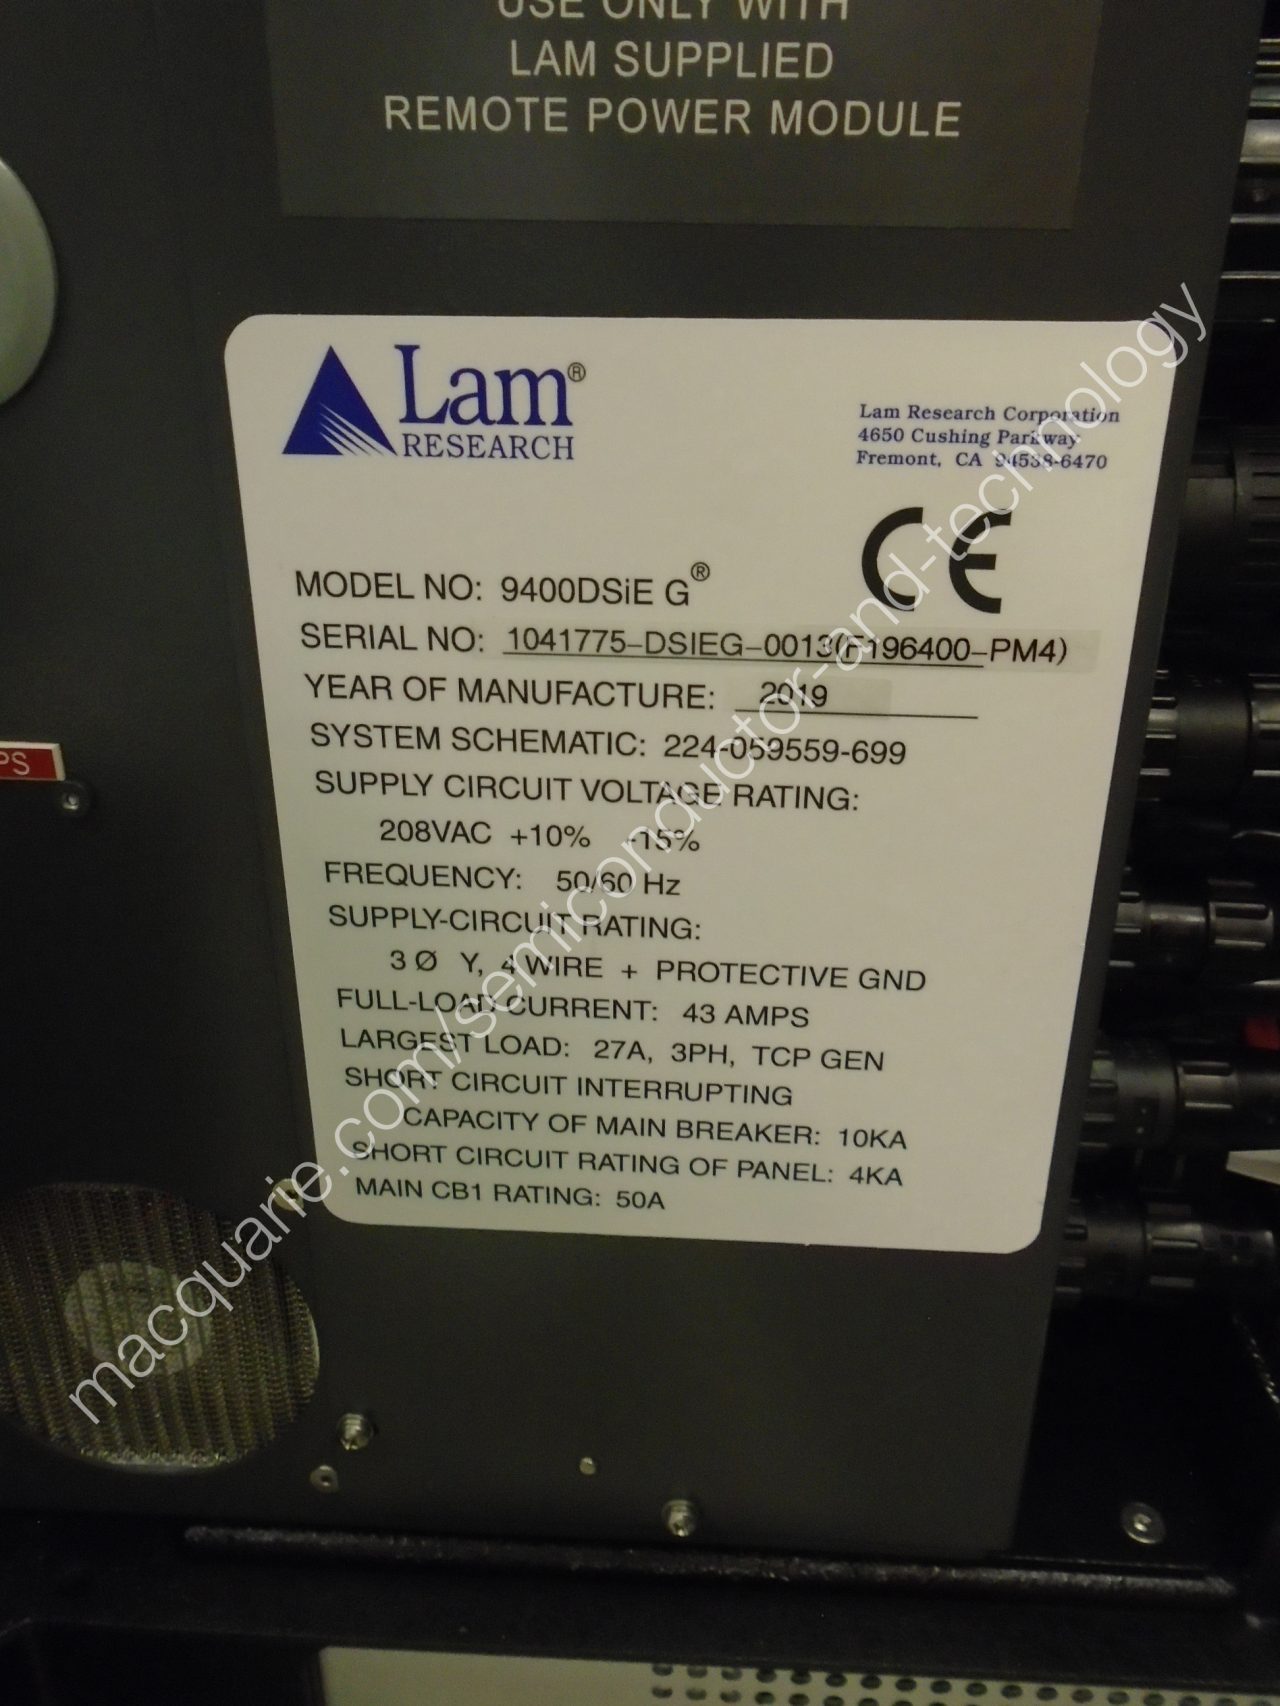 USE ONLY WITH
LAM SUPPLIED
REMOTE POWER MODULE
Lam®
RESEARCH
Lam Research Corporation
4650 Cushing Parkway
Fremont, CA 94538-6470
CE
MODEL NO: 9400DSiE G®
SERIAL NO: 1041775-DSIEG-0013(F196400-PM4)
YEAR OF MANUFACTURE: 2019
SYSTEM SCHEMATIC: 224-059559-699
SUPPLY CIRCUIT VOLTAGE RATING:
208VAC +10% -15%
FREQUENCY: 50/60 Hz
SUPPLY-CIRCUIT RATING:
3 Ø Y, 4 WIRE + PROTECTIVE GND
FULL-LOAD CURRENT: 43 AMPS
LARGEST LOAD: 27A, 3PH, TCP GEN
SHORT CIRCUIT INTERRUPTING
CAPACITY OF MAIN BREAKER: 10KA
SHORT CIRCUIT RATING OF PANEL: 4KA
MAIN CB1 RATING: 50A
PS
macquarie.com/semiconductor-and-technology